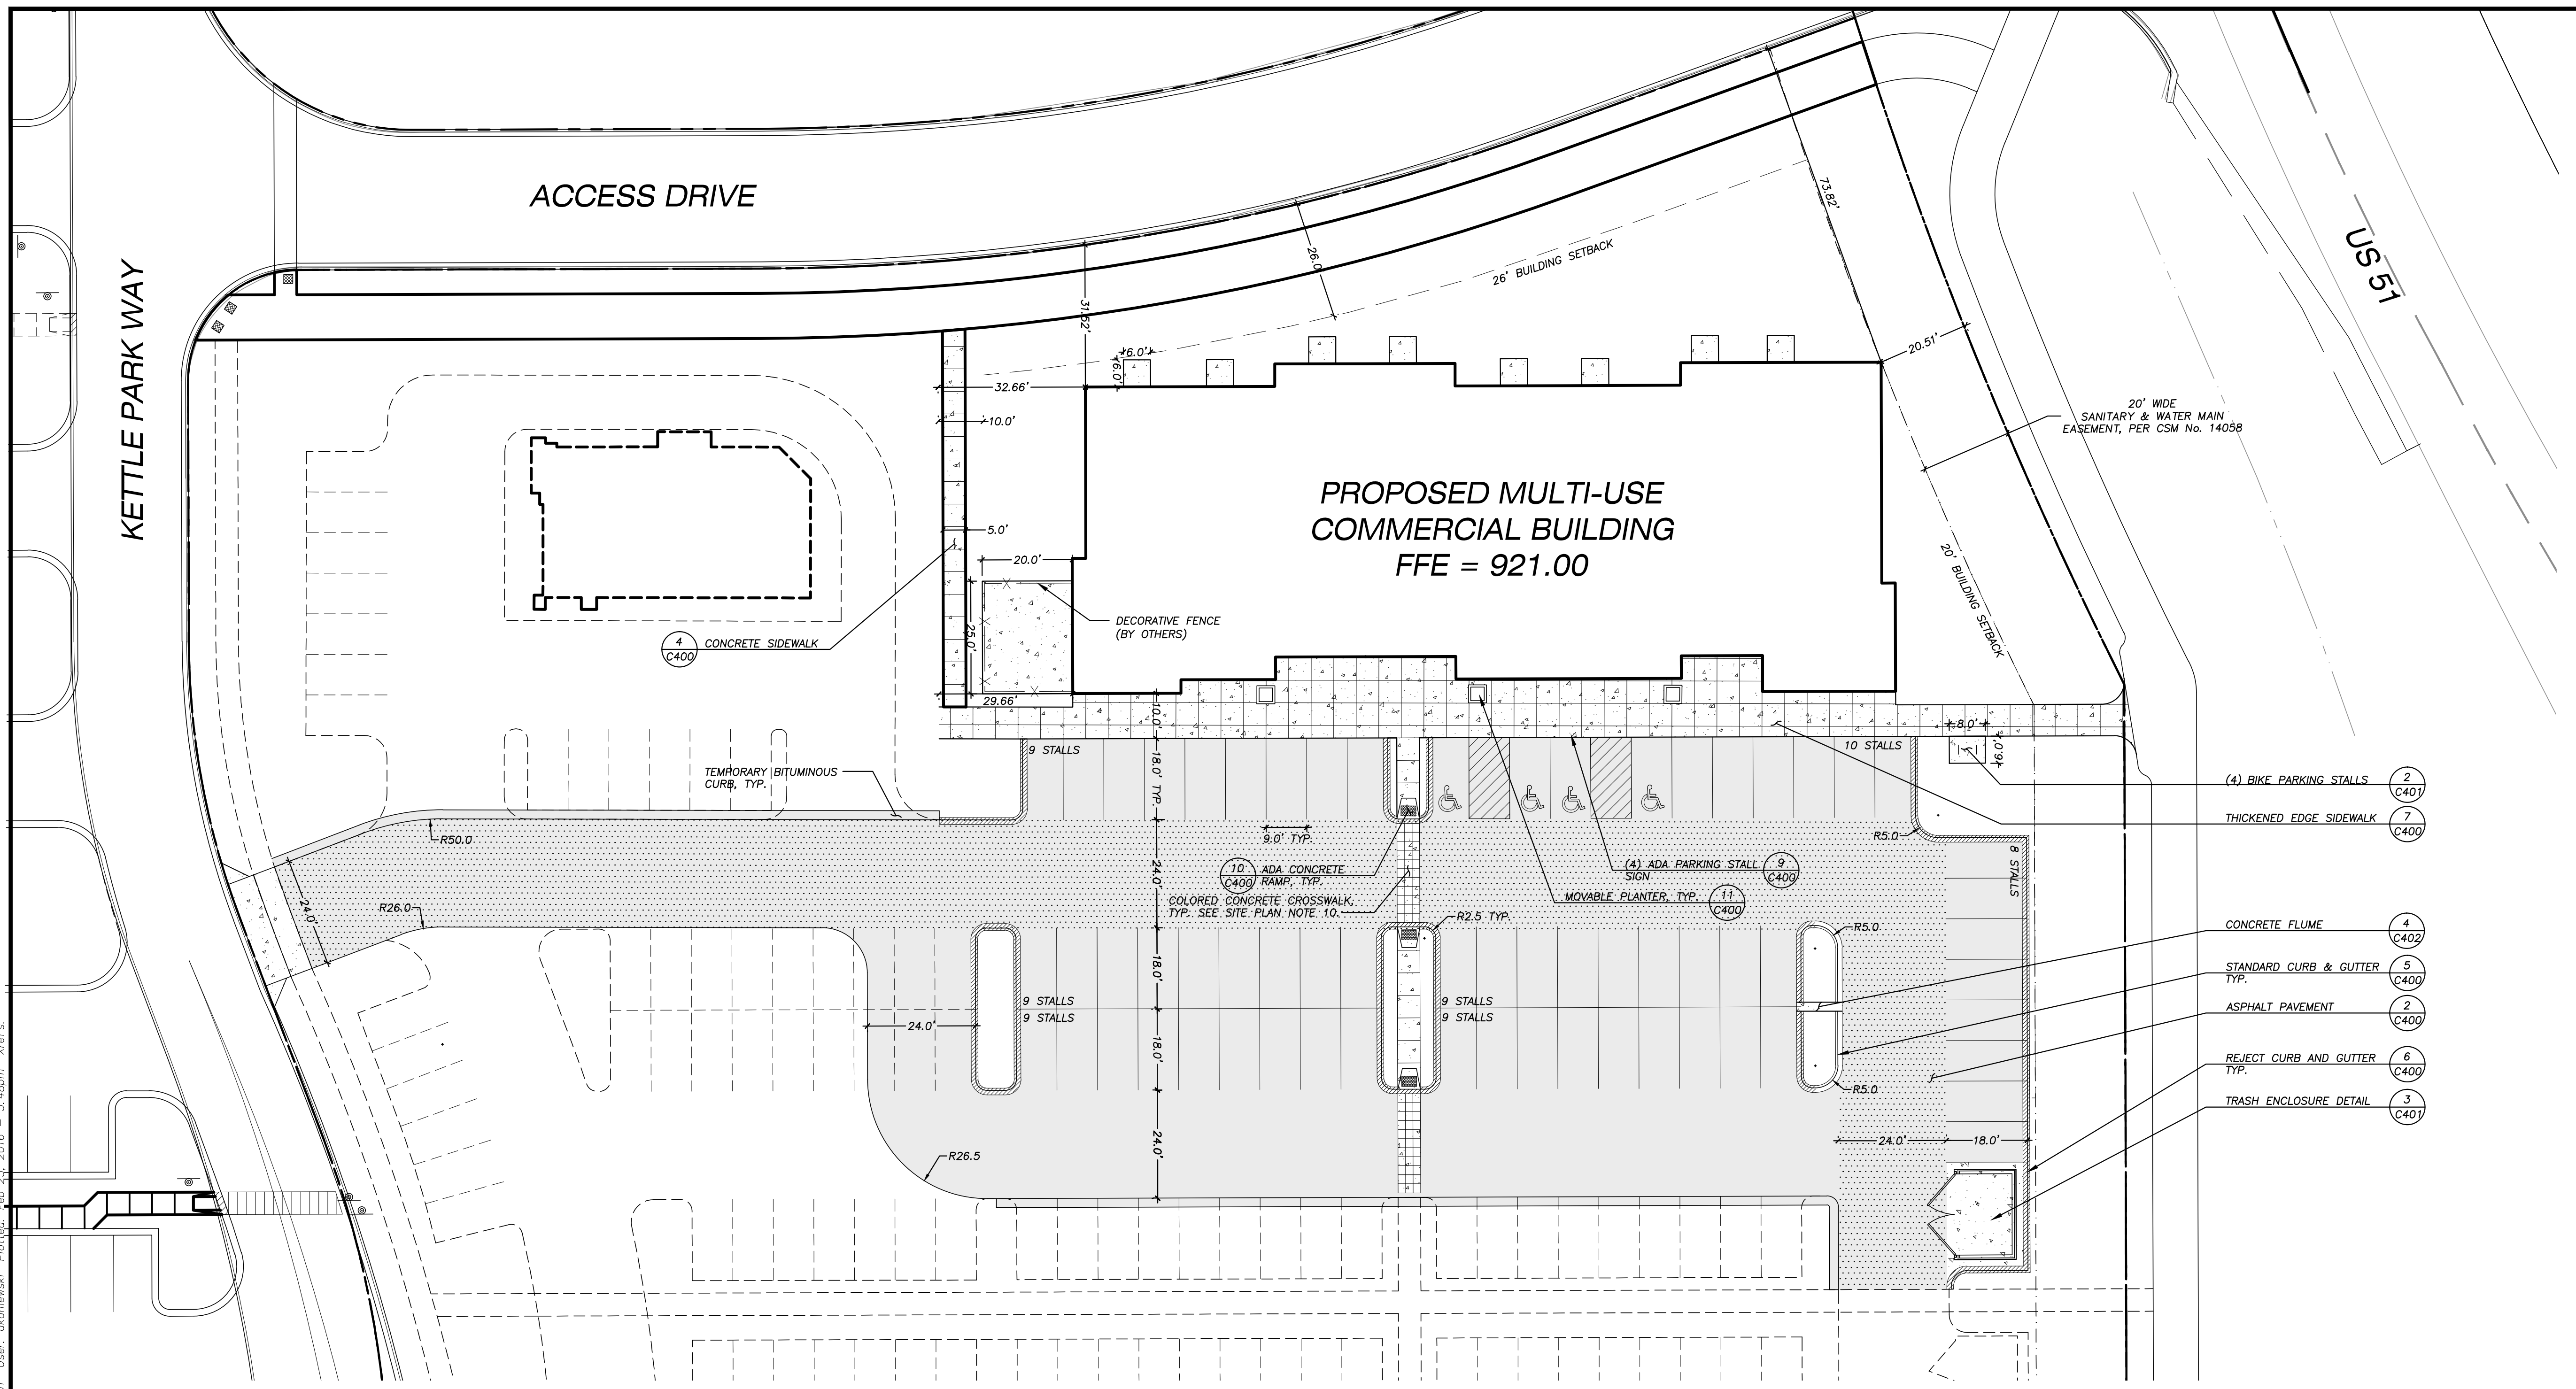 ACCESS DRIVE
KETTLE PARK WAY
US 51
73.82'
26.0
26' BUILDING SETBACK
31.52'
20.51'
6.0'
6.0'
32.66'
10.0'
20' WIDE
SANITARY & WATER MAIN
EASEMENT, PER CSM No. 14058
PROPOSED MULTI-USE
COMMERCIAL BUILDING
FFE = 921.00
5.0'
20.0'
20' BUILDING SETBACK
DECORATIVE FENCE
(BY OTHERS)
25.0'
4
C400
CONCRETE SIDEWALK
29.66'
10.0'
8.0'
6.0'
9 STALLS
10 STALLS
TEMPORARY BITUMINOUS
CURB, TYP.
18.0' TYP.
(4) BIKE PARKING STALLS
2
C401
THICKENED EDGE SIDEWALK
7
C400
R50.0
9.0' TYP.
R5.0
8 STALLS
10
C400
ADA CONCRETE
RAMP, TYP.
(4) ADA PARKING STALL
SIGN
9
C400
24.0'
24.0'
COLORED CONCRETE CROSSWALK,
TYP. SEE SITE PLAN NOTE 10.
MOVABLE PLANTER, TYP.
11
C400
R26.0
R2.5 TYP.
R5.0
CONCRETE FLUME
4
C402
18.0'
STANDARD CURB & GUTTER
TYP.
5
C400
9 STALLS
9 STALLS
9 STALLS
9 STALLS
ASPHALT PAVEMENT
2
C400
24.0'
18.0'
REJECT CURB AND GUTTER
TYP.
6
C400
R5.0
TRASH ENCLOSURE DETAIL
3
C401
24.0'
24.0'
18.0'
R26.5